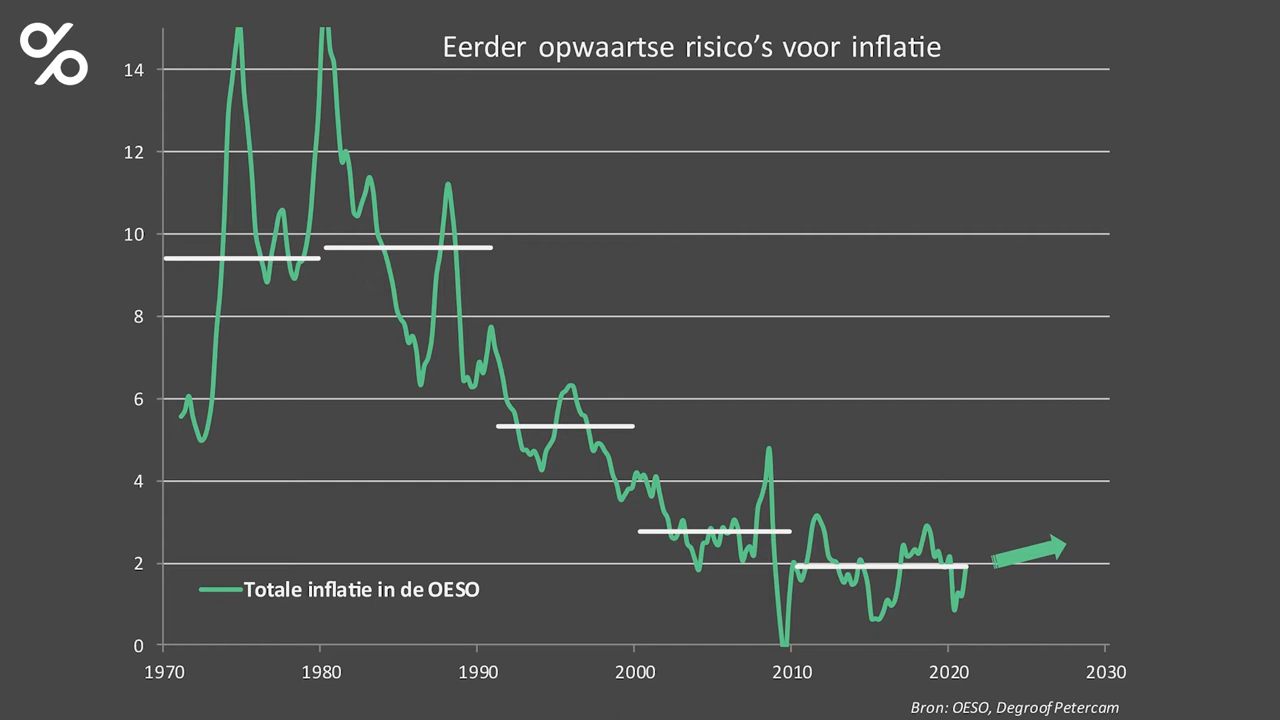 %
Eerder opwaartse risico’s voor inflatie
14
12
10
8
6
4
2
0
Totale inflatie in de OESO
1970 1980 1990 2000 2010 2020 2030
Bron: OESO, Degroof Petercam